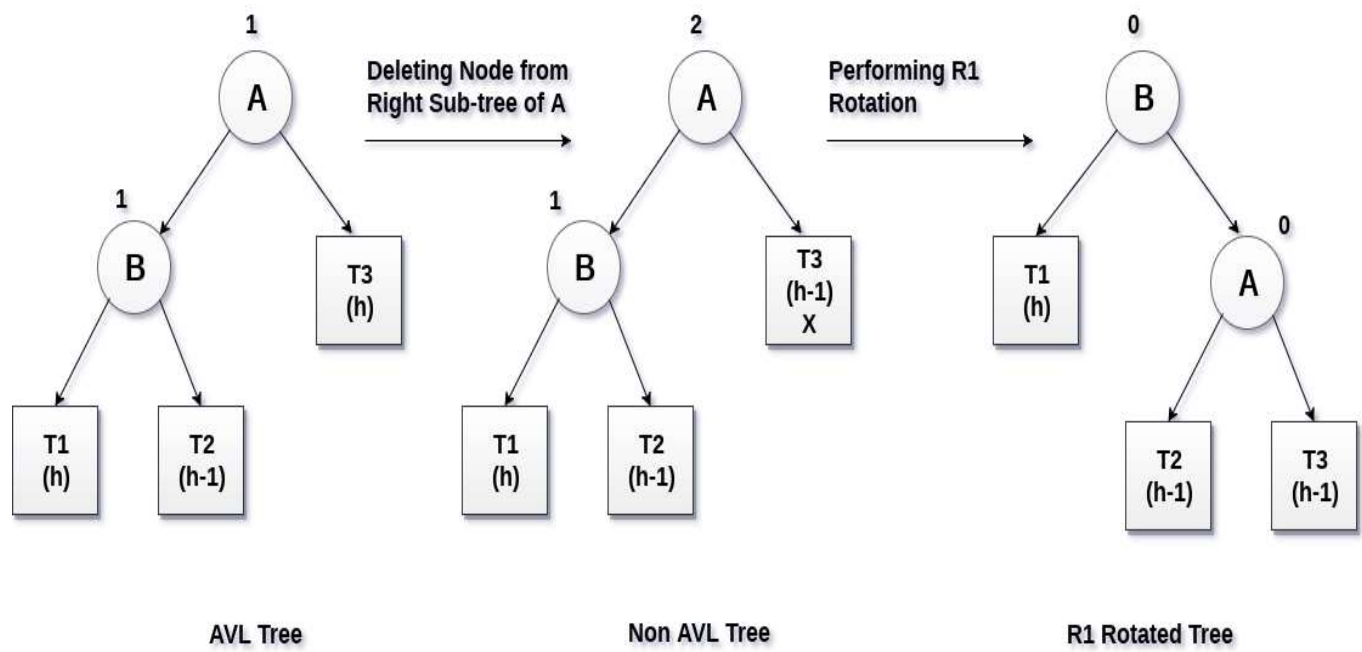 1
A
1
B
T3
(h)
T1
(h)
T2
(h-1)
AVL Tree
Deleting Node from
Right Sub-tree of A
2
A
1
B
T3
(h-1)
X
T1
(h)
T2
(h-1)
Non AVL Tree
Performing R1
Rotation
0
B
T1
(h)
0
A
T2
(h-1)
T3
(h-1)
R1 Rotated Tree